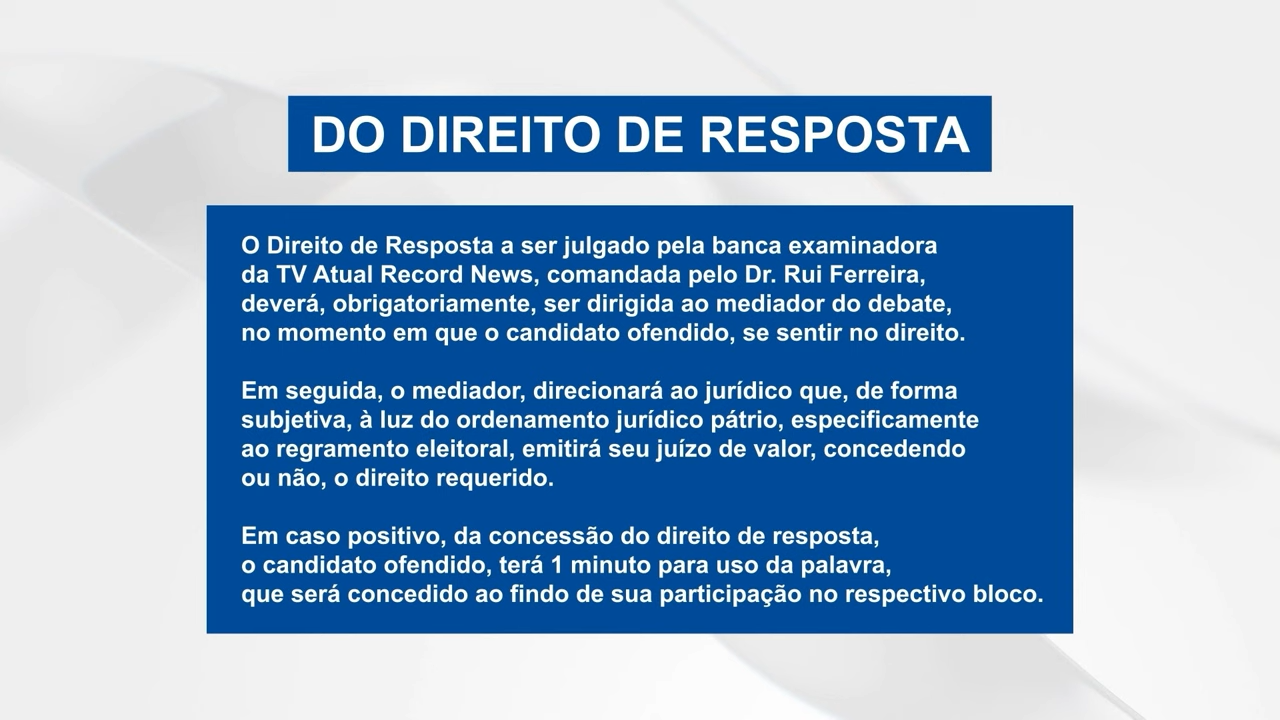 DO DIREITO DE RESPOSTA
O Direito de Resposta a ser julgado pela banca examinadora
da TV Atual Record News, comandada pelo Dr. Rui Ferreira,
deverá, obrigatoriamente, ser dirigida ao mediador do debate,
no momento em que o candidato ofendido, se sentir no direito.
Em seguida, o mediador, direcionará ao jurídico que, de forma
subjetiva, à luz do ordenamento jurídico pátrio, especificamente
ao regramento eleitoral, emitirá seu juízo de valor, concedendo
ou não, o direito requerido.
Em caso positivo, da concessão do direito de resposta,
o candidato ofendido, terá 1 minuto para uso da palavra,
que será concedido ao findo de sua participação no respectivo bloco.